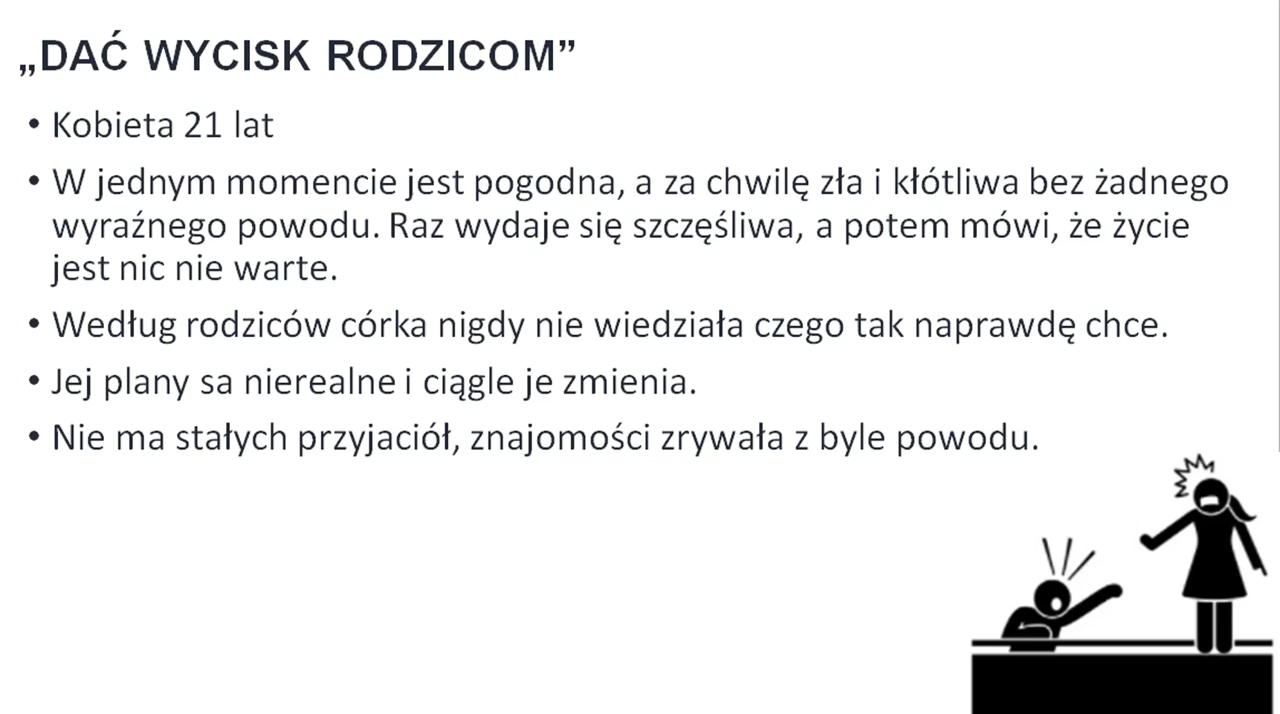 „DAĆ WYCISK RODZICOM”
• Kobieta 21 lat
• W jednym momencie jest pogodna, a za chwilę zła i kłótliwa bez żadnego
wyraźnego powodu. Raz wydaje się szczęśliwa, a potem mówi, że życie
jest nic nie warte.
• Według rodziców córka nigdy nie wiedziała czego tak naprawdę chce.
• Jej plany sa nierealne i ciągle je zmienia.
• Nie ma stałych przyjaciół, znajomości zrywała z byle powodu.